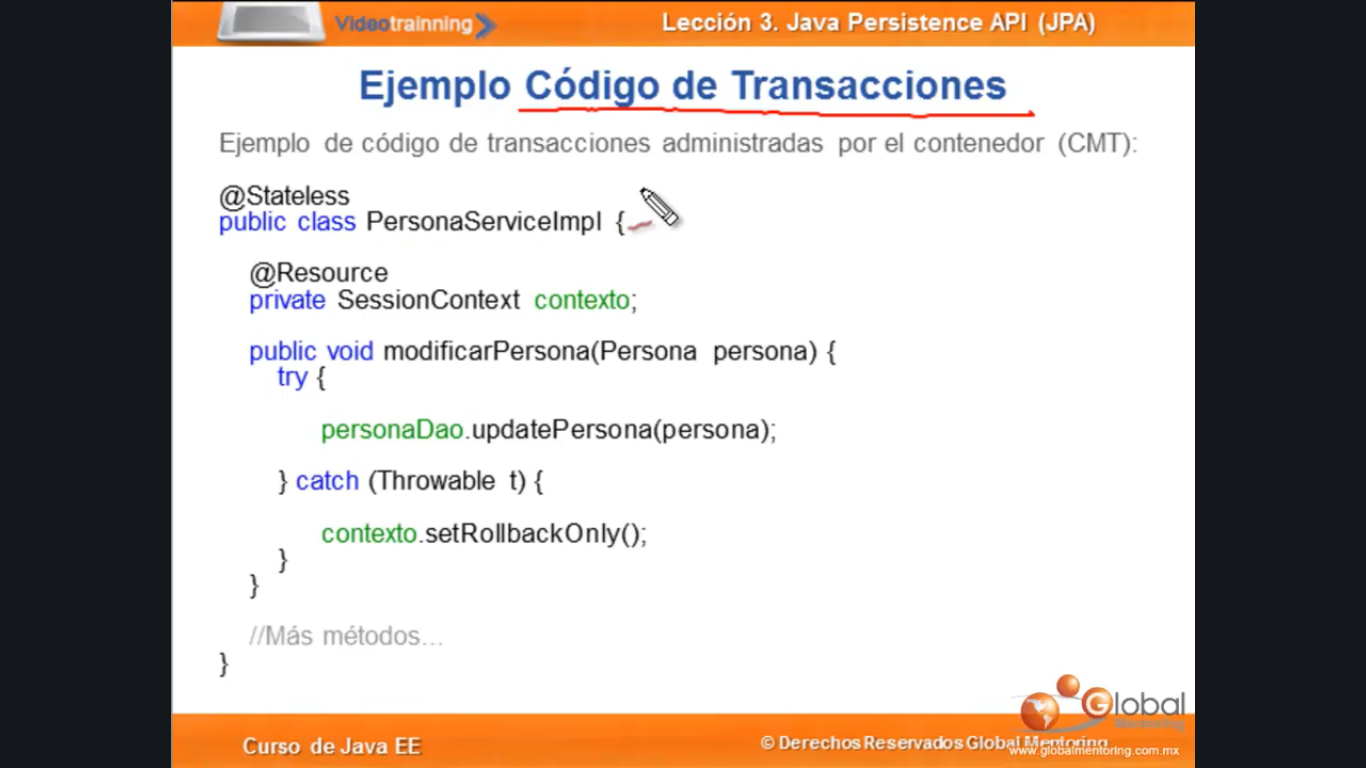 Videotrainning
Lección 3. Java Persistence API (JPA)
Ejemplo Código de Transacciones
Ejemplo de código de transacciones administradas por el contenedor (CMT):
@Stateless
public class PersonaServiceImpl {
@Resource
private SessionContext contexto;
public void modificarPersona(Persona persona) {
try {
personaDao.updatePersona(persona);
} catch (Throwable t) {
contexto.setRollbackOnly();
}
}
//Más métodos...
}
Global
Mentoring
Curso de Java EE
© Derechos Reservados Global Mentoring
www.globalmentoring.com.mx